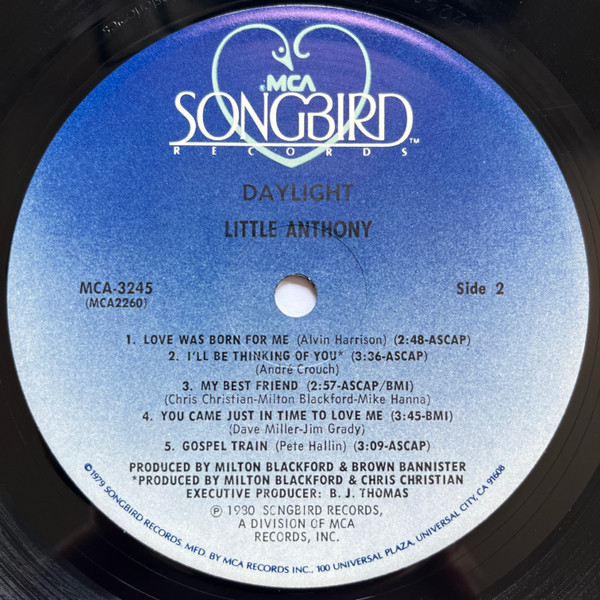 MCA
SONGBIRD™
RECORDS
DAYLIGHT
LITTLE ANTHONY
MCA-3245
(MCA2260)
Side 2
1. LOVE WAS BORN FOR ME (Alvin Harrison) (2:48-ASCAP)
2. I'LL BE THINKING OF YOU* (3:36-ASCAP)
(André Crouch)
3. MY BEST FRIEND (2:57-ASCAP/BMI)
(Chris Christian-Milton Blackford-Mike Hanna)
4. YOU CAME JUST IN TIME TO LOVE ME (3:45-BMI)
(Dave Miller-Jim Grady)
5. GOSPEL TRAIN (Pete Hallin) (3:09-ASCAP)
PRODUCED BY MILTON BLACKFORD & BROWN BANNISTER
*PRODUCED BY MILTON BLACKFORD & CHRIS CHRISTIAN
EXECUTIVE PRODUCER: B. J. THOMAS
℗ 1980 SONGBIRD RECORDS,
A DIVISION OF MCA
RECORDS, INC.
©1979 SONGBIRD RECORDS. MFD. BY MCA RECORDS INC., 100 UNIVERSAL PLAZA, UNIVERSAL CITY, CA 91608